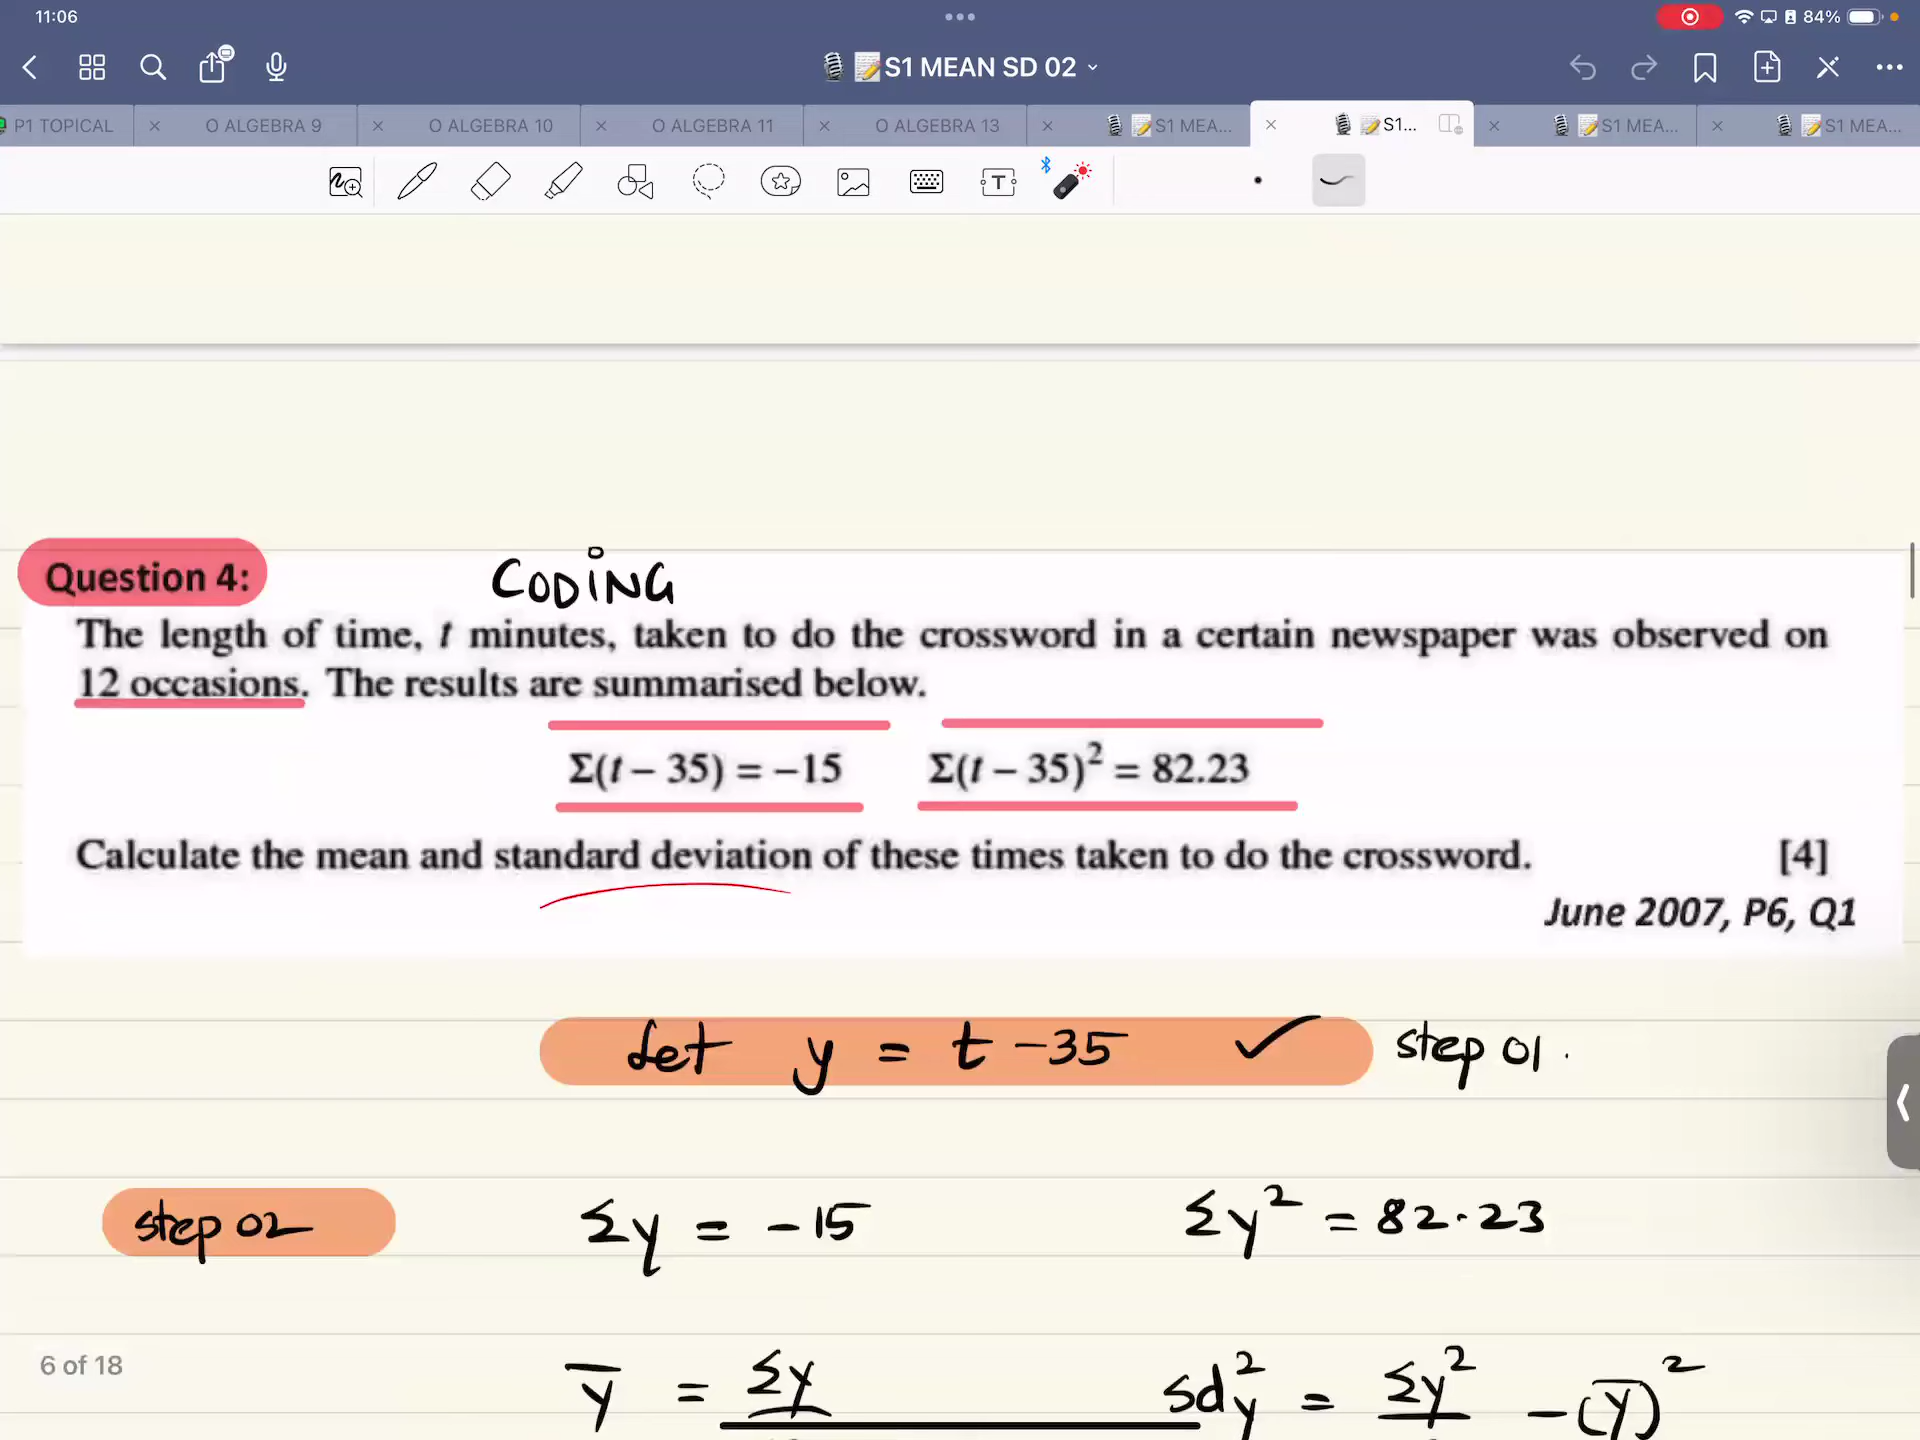 11:06
84%
S1 MEAN SD 02
P1 TOPICAL
O ALGEBRA 9
O ALGEBRA 10
O ALGEBRA 11
O ALGEBRA 13
S1 MEA...
S1...
S1 MEA...
S1 MEA...
Question 4:
CODING
The length of time, t minutes, taken to do the crossword in a certain newspaper was observed on
12 occasions. The results are summarised below.
Σ(t – 35) = –15 Σ(t – 35)² = 82.23
Calculate the mean and standard deviation of these times taken to do the crossword. [4]
June 2007, P6, Q1
Let y = t - 35 ✓ step 01.
step 02 Σy = -15 Σy² = 82.23
6 of 18
ȳ = Σy sd²y = Σy² - (ȳ)²